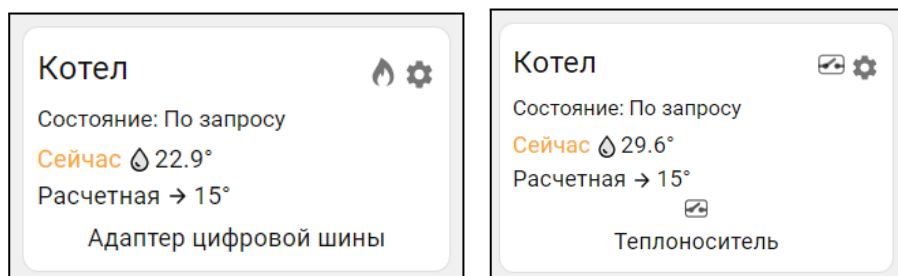 Котел
Состояние: По запросу
Сейчас 22.9°
Расчетная → 15°
Адаптер цифровой шины
Котел
Состояние: По запросу
Сейчас 29.6°
Расчетная → 15°
Теплоноситель